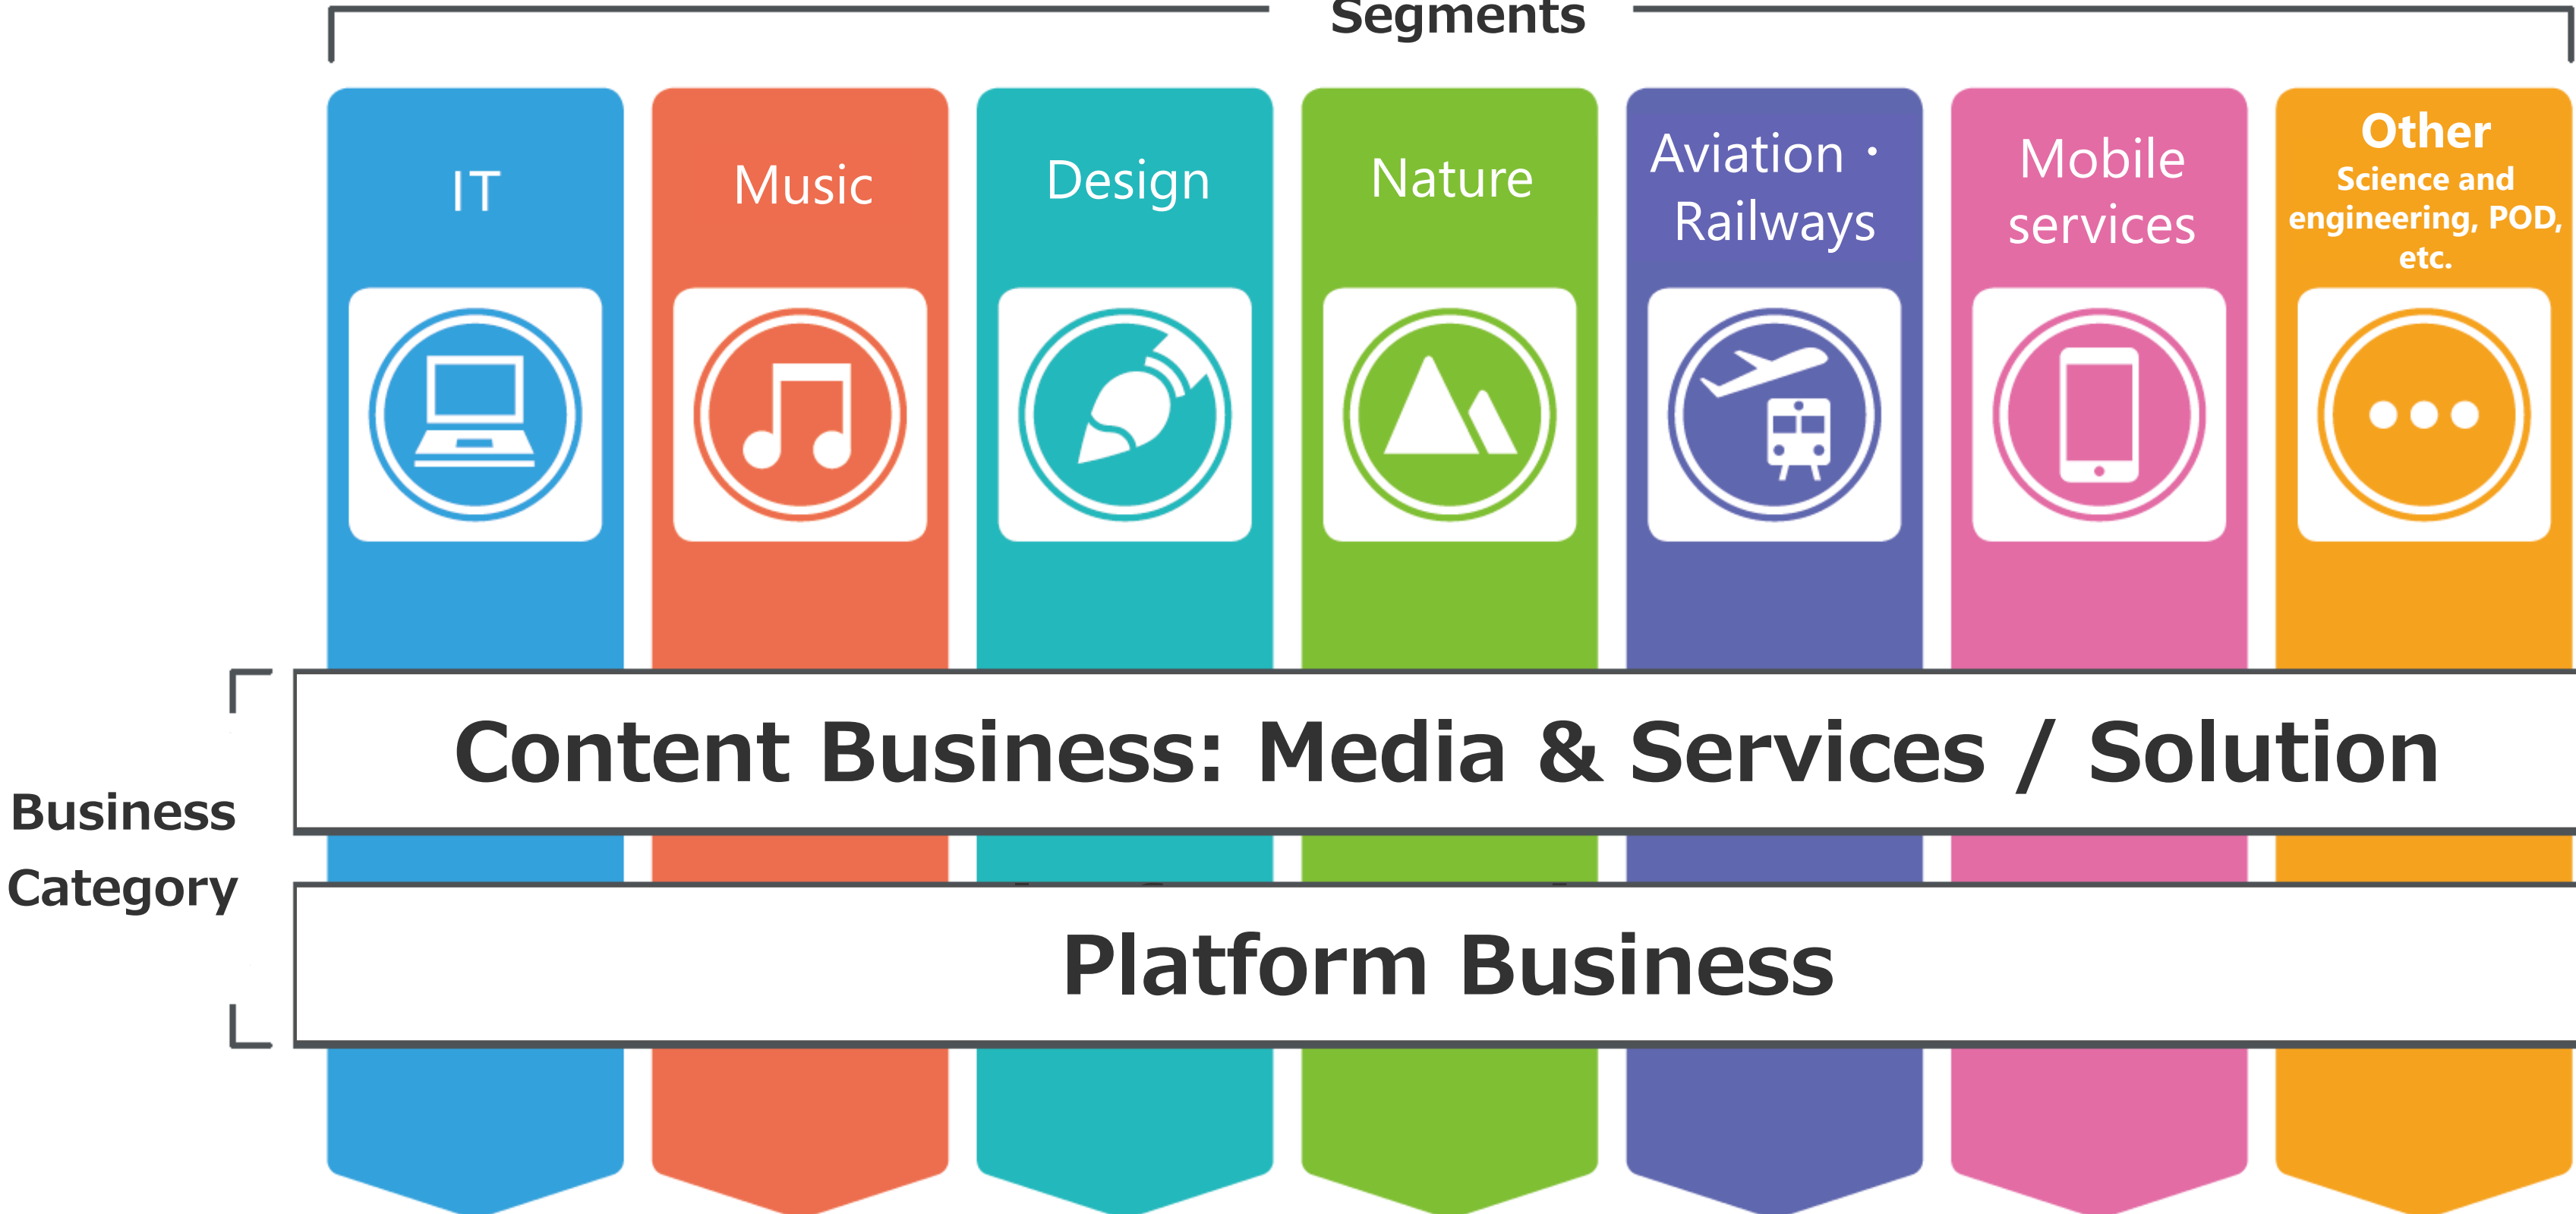 Segments
IT
Music
Design
Nature
Aviation・
Railways
Mobile
services
Other
Science and
engineering, POD,
etc.
Business
Category
Content Business: Media & Services / Solution
Platform Business